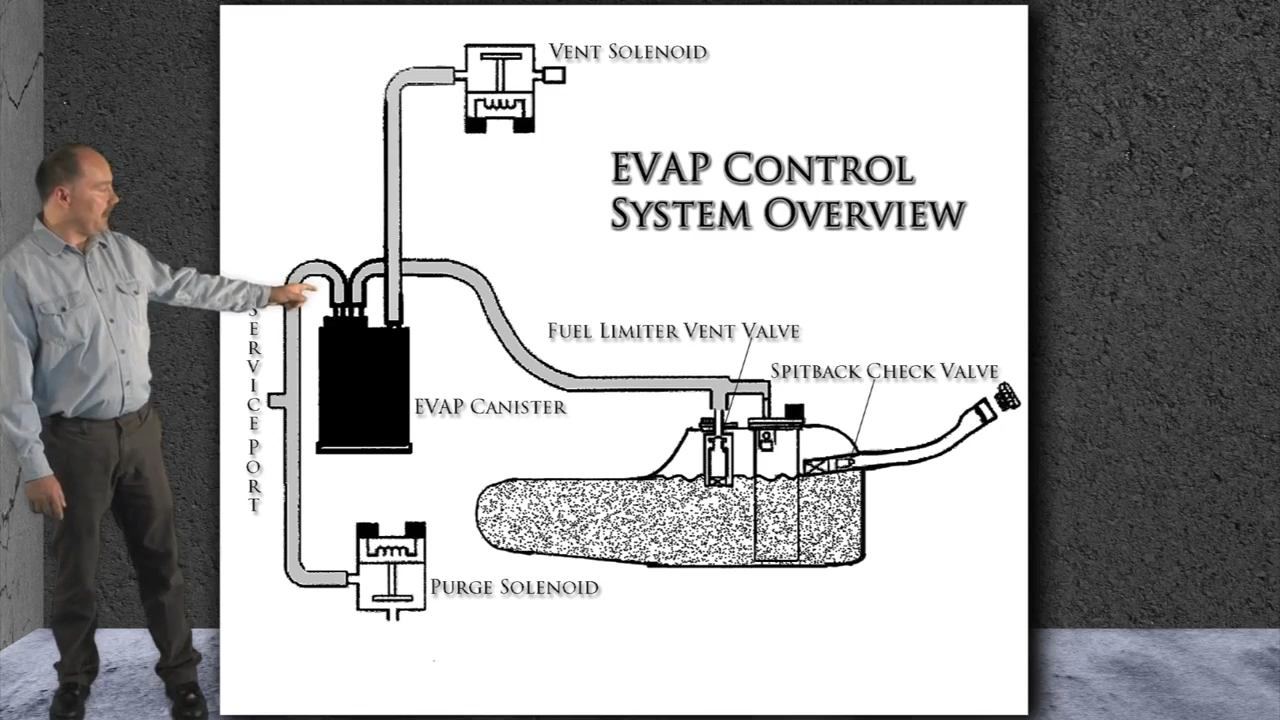 VENT SOLENOID
EVAP CONTROL
SYSTEM OVERVIEW
FUEL LIMITER VENT VALVE
SPITBACK CHECK VALVE
EVAP CANISTER
SERVICE PORT
PURGE SOLENOID